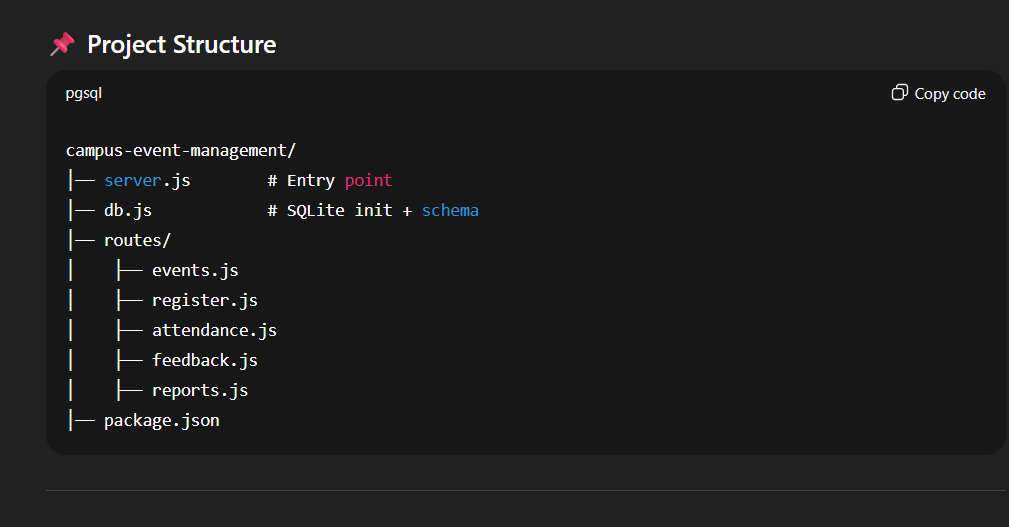 📌 Project Structure
pgsql
Copy code
campus-event-management/
│── server.js        # Entry point
│── db.js            # SQLite init + schema
│── routes/
│    ├── events.js
│    ├── register.js
│    ├── attendance.js
│    ├── feedback.js
│    ├── reports.js
│── package.json